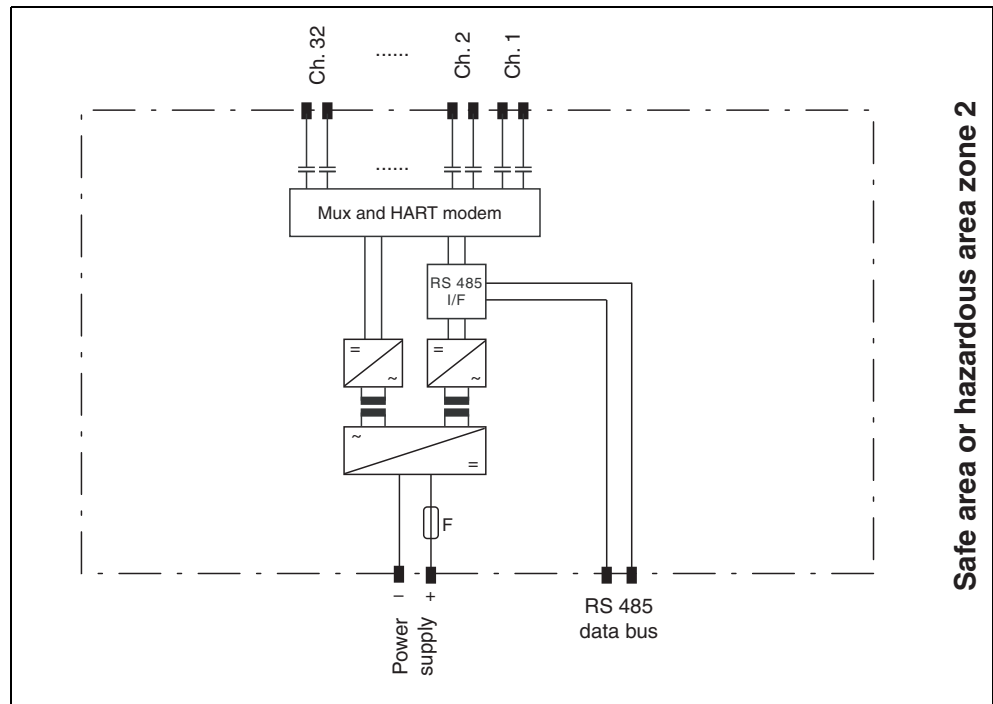 Ch. 32
......
Ch. 2
Ch. 1
......
Mux and HART modem
RS 485
I/F
=
~
=
~
~
=
F
–
+
Power
supply
RS 485
data bus
Safe area or hazardous area zone 2